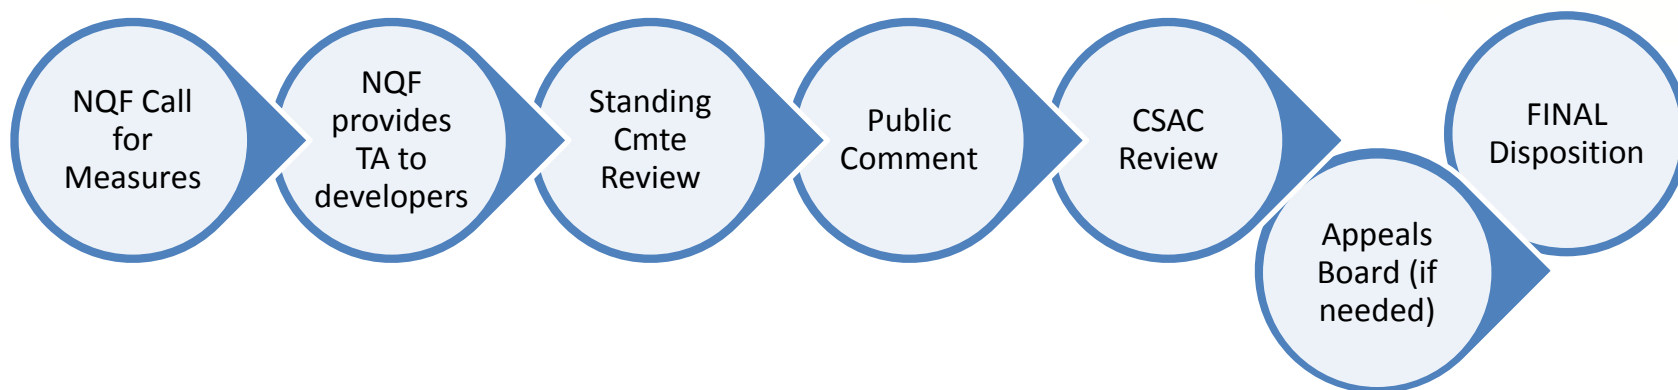 NQF Call
for
Measures
NQF
provides
TA to
developers
Standing
Cmte
Review
Public
Comment
CSAC
Review
Appeals
Board (if
needed)
FINAL
Disposition